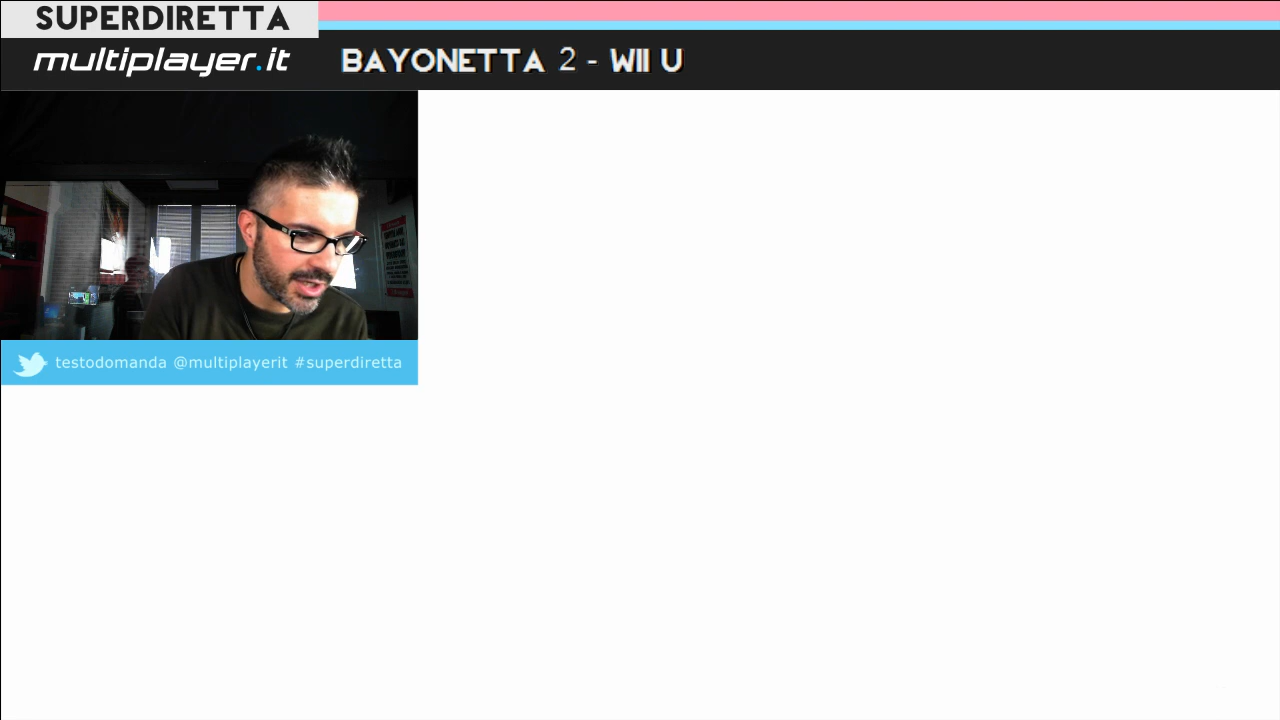 SUPERDIRETTA
multiplayer.it
BAYONETTA 2 - WII U
testodomanda @multiplayerit #superdiretta